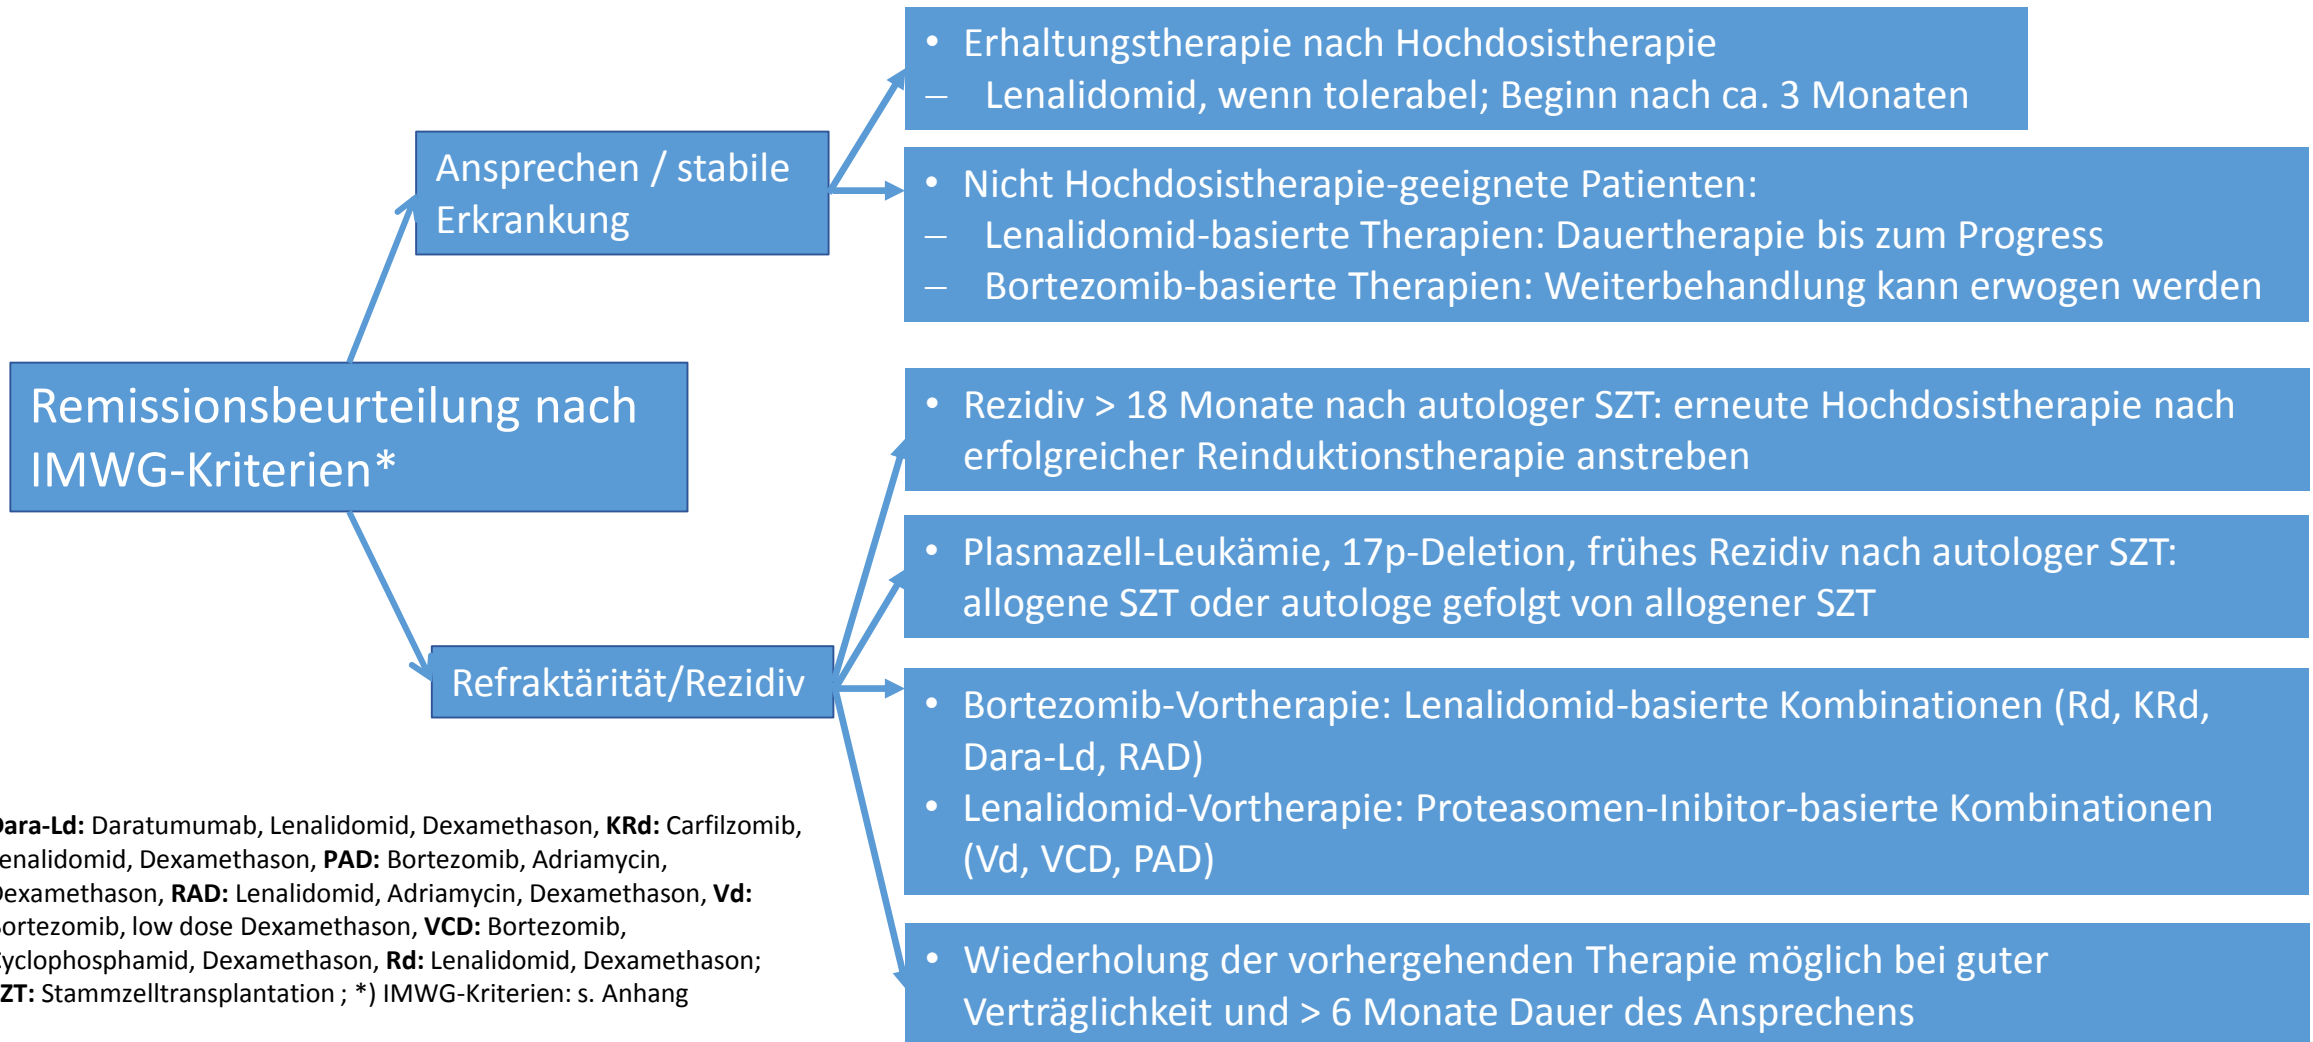 • Erhaltungstherapie nach Hochdosistherapie
– Lenalidomid, wenn tolerabel; Beginn nach ca. 3 Monaten
Ansprechen / stabile
Erkrankung
• Nicht Hochdosistherapie-geeignete Patienten:
– Lenalidomid-basierte Therapien: Dauertherapie bis zum Progress
– Bortezomib-basierte Therapien: Weiterbehandlung kann erwogen werden
Remissionsbeurteilung nach
IMWG-Kriterien*
• Rezidiv > 18 Monate nach autologer SZT: erneute Hochdosistherapie nach
erfolgreicher Reinduktionstherapie anstreben
• Plasmazell-Leukämie, 17p-Deletion, frühes Rezidiv nach autologer SZT:
allogene SZT oder autologe gefolgt von allogener SZT
Refraktärität/Rezidiv
• Bortezomib-Vortherapie: Lenalidomid-basierte Kombinationen (Rd, KRd,
Dara-Ld, RAD)
• Lenalidomid-Vortherapie: Proteasomen-Inibitor-basierte Kombinationen
(Vd, VCD, PAD)
• Wiederholung der vorhergehenden Therapie möglich bei guter
Verträglichkeit und > 6 Monate Dauer des Ansprechens
Dara-Ld: Daratumumab, Lenalidomid, Dexamethason, KRd: Carfilzomib,
Lenalidomid, Dexamethason, PAD: Bortezomib, Adriamycin,
Dexamethason, RAD: Lenalidomid, Adriamycin, Dexamethason, Vd:
Bortezomib, low dose Dexamethason, VCD: Bortezomib,
Cyclophosphamid, Dexamethason, Rd: Lenalidomid, Dexamethason;
SZT: Stammzelltransplantation ; *) IMWG-Kriterien: s. Anhang